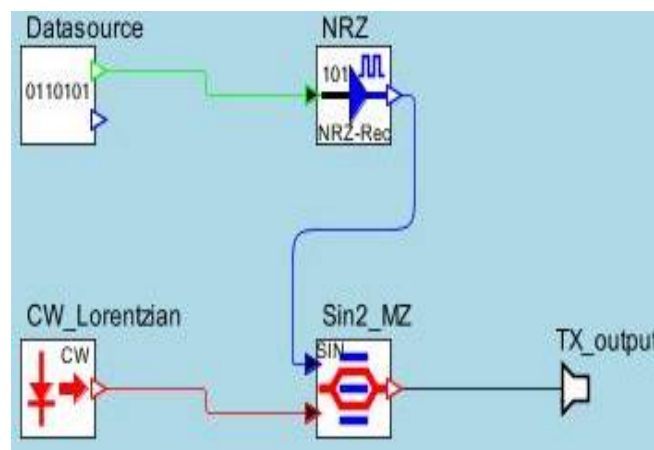 Datasource
NRZ
0110101
101
NRZ-Rec
CW_Lorentzian
Sin2_MZ
CW
SIN
TX_output